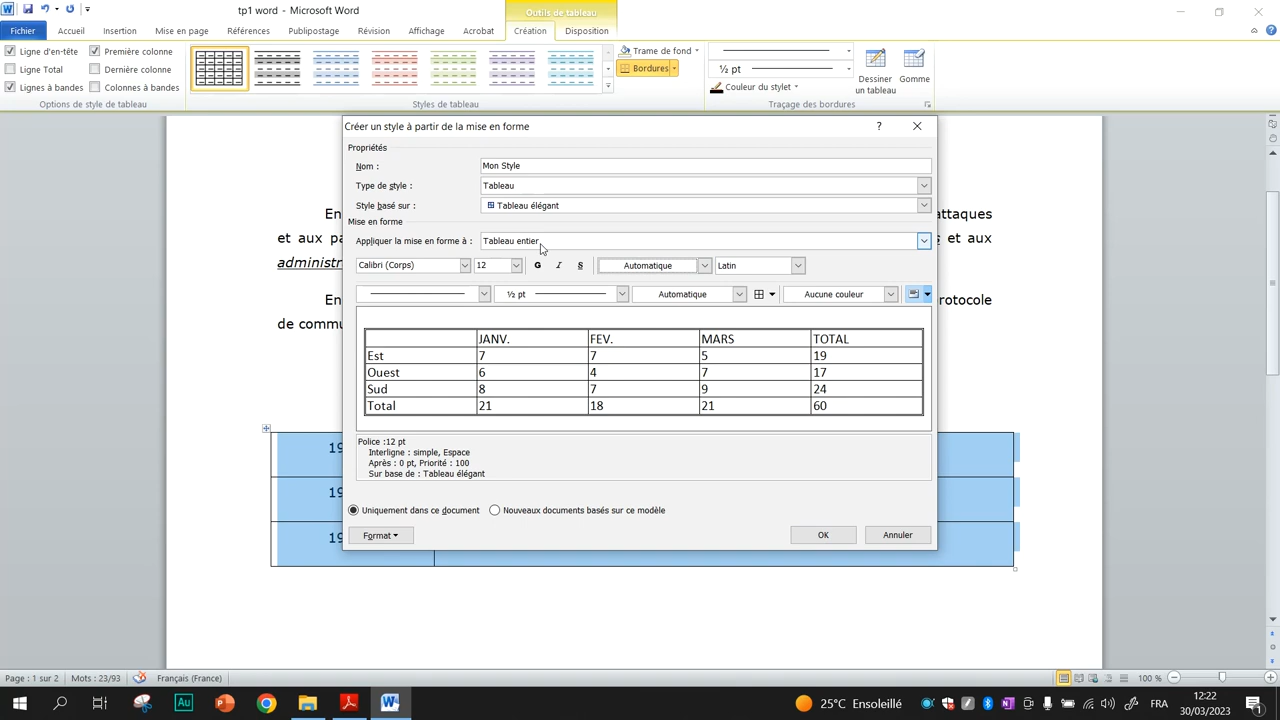 tp1 word - Microsoft Word
Outils de tableau
Fichier Accueil Insertion Mise en page Références Publipostage Révision Affichage Acrobat Création Disposition
Ligne d'en-tête Première colonne
Ligne Total Dernière colonne
Lignes à bandes Colonnes à bandes
Options de style de tableau
Styles de tableau
Trame de fond
Bordures
½ pt
Couleur du stylet
Dessiner un tableau
Gomme
Traçage des bordures
Créer un style à partir de la mise en forme
?
Propriétés
Nom : Mon Style
Type de style : Tableau
Style basé sur : Tableau élégant
Mise en forme
Appliquer la mise en forme à : Tableau entier
Calibri (Corps) 12 G I S Automatique Latin
½ pt Automatique Aucune couleur
JANV. FEV. MARS TOTAL
Est 7 7 5 19
Ouest 6 4 7 17
Sud 8 7 9 24
Total 21 18 21 60
Police :12 pt
Interligne : simple, Espace
Après : 0 pt, Priorité : 100
Sur base de : Tableau élégant
Uniquement dans ce document Nouveaux documents basés sur ce modèle
Format OK Annuler
attaques
et aux
et aux
de
19
19
19
Page : 1 sur 2 Mots : 23/93 Français (France) 100 %
25°C Ensoleillé FRA
12:22
30/03/2023